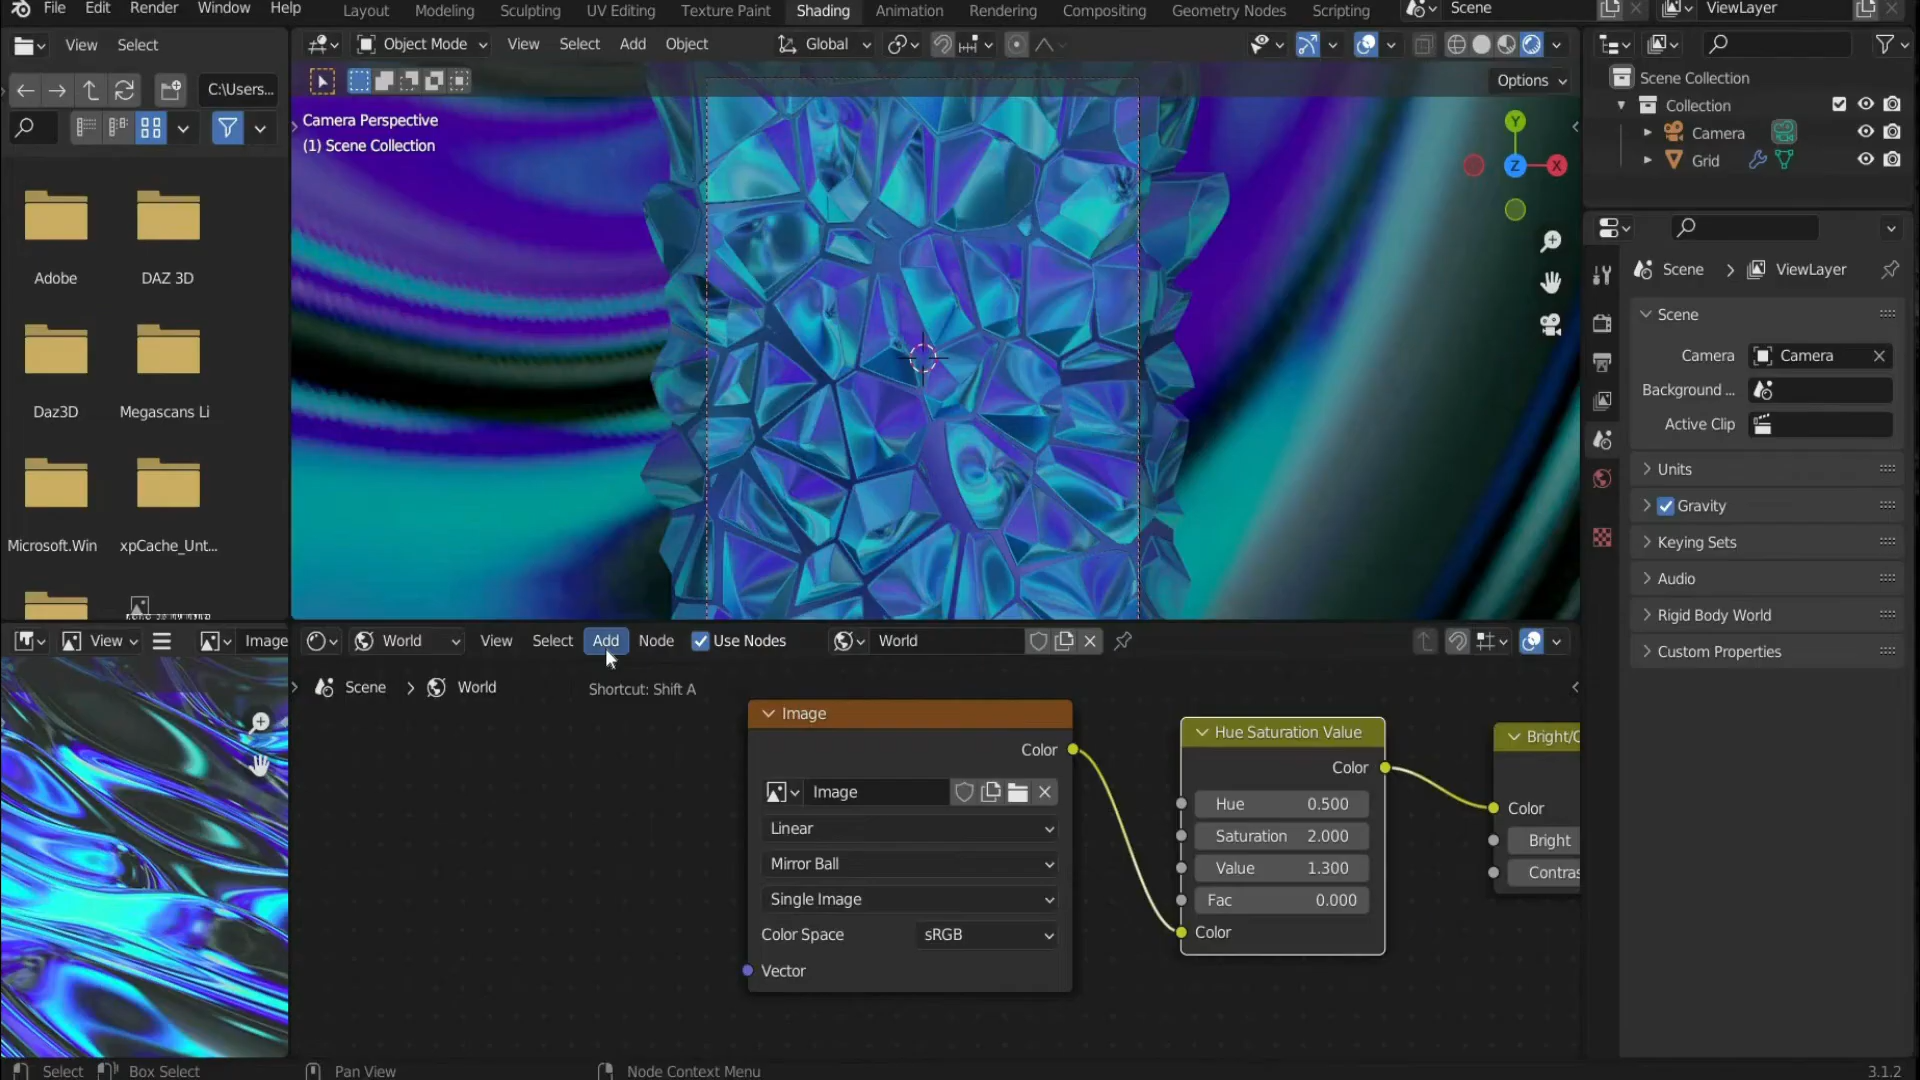 File Edit Render Window Help Layout Modeling Sculpting UV Editing Texture Paint Shading Animation Rendering Compositing Geometry Nodes Scripting Scene ViewLayer
View Select
Object Mode View Select Add Object Global
C:\Users...
Options
Camera Perspective
(1) Scene Collection
Y
Z
X
Adobe DAZ 3D
Daz3D Megascans Li
Microsoft.Win xpCache_Unt...
Scene Collection
Collection
Camera
Grid
Scene > ViewLayer
Scene
Camera Camera
Background ...
Active Clip
Units
Gravity
Keying Sets
Audio
Rigid Body World
Custom Properties
View Image
World View Select Add Node Use Nodes World
Scene > World
Shortcut: Shift A
Image
Color
Image
Linear
Mirror Ball
Single Image
Color Space sRGB
Vector
Hue Saturation Value
Color
Hue 0.500
Saturation 2.000
Value 1.300
Fac 0.000
Color
Bright/C
Color
Bright
Contras
Select Box Select Pan View Node Context Menu 3.1.2